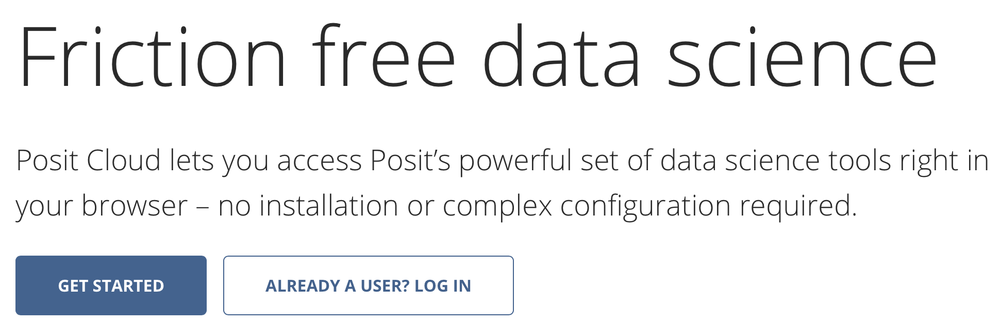 Friction free data science
Posit Cloud lets you access Posit’s powerful set of data science tools right in
your browser – no installation or complex configuration required.
GET STARTED
ALREADY A USER? LOG IN